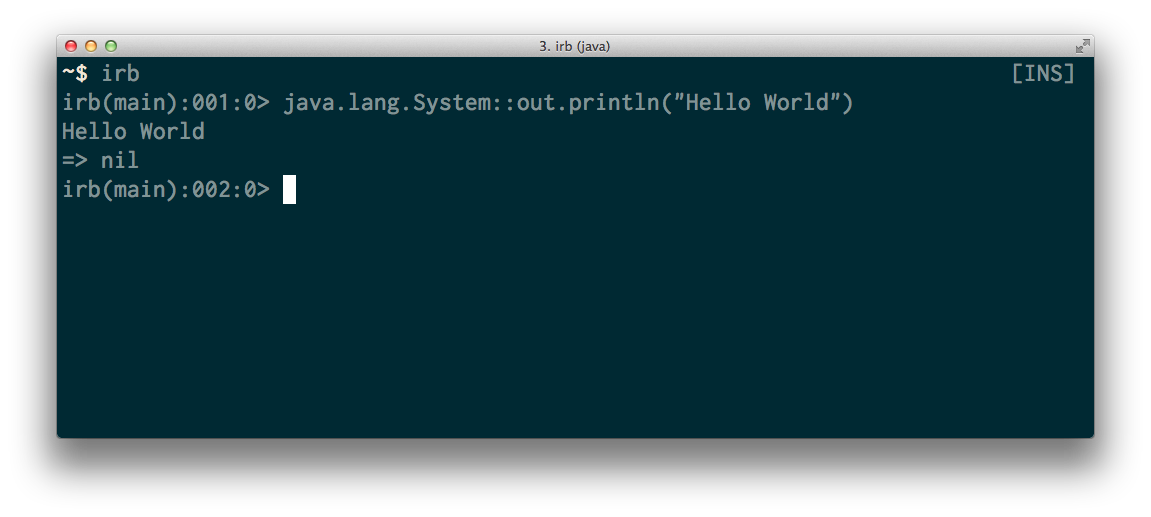 3. irb (java)
~$ irb [INS]
irb(main):001:0> java.lang.System::out.println("Hello World")
Hello World
=> nil
irb(main):002:0>